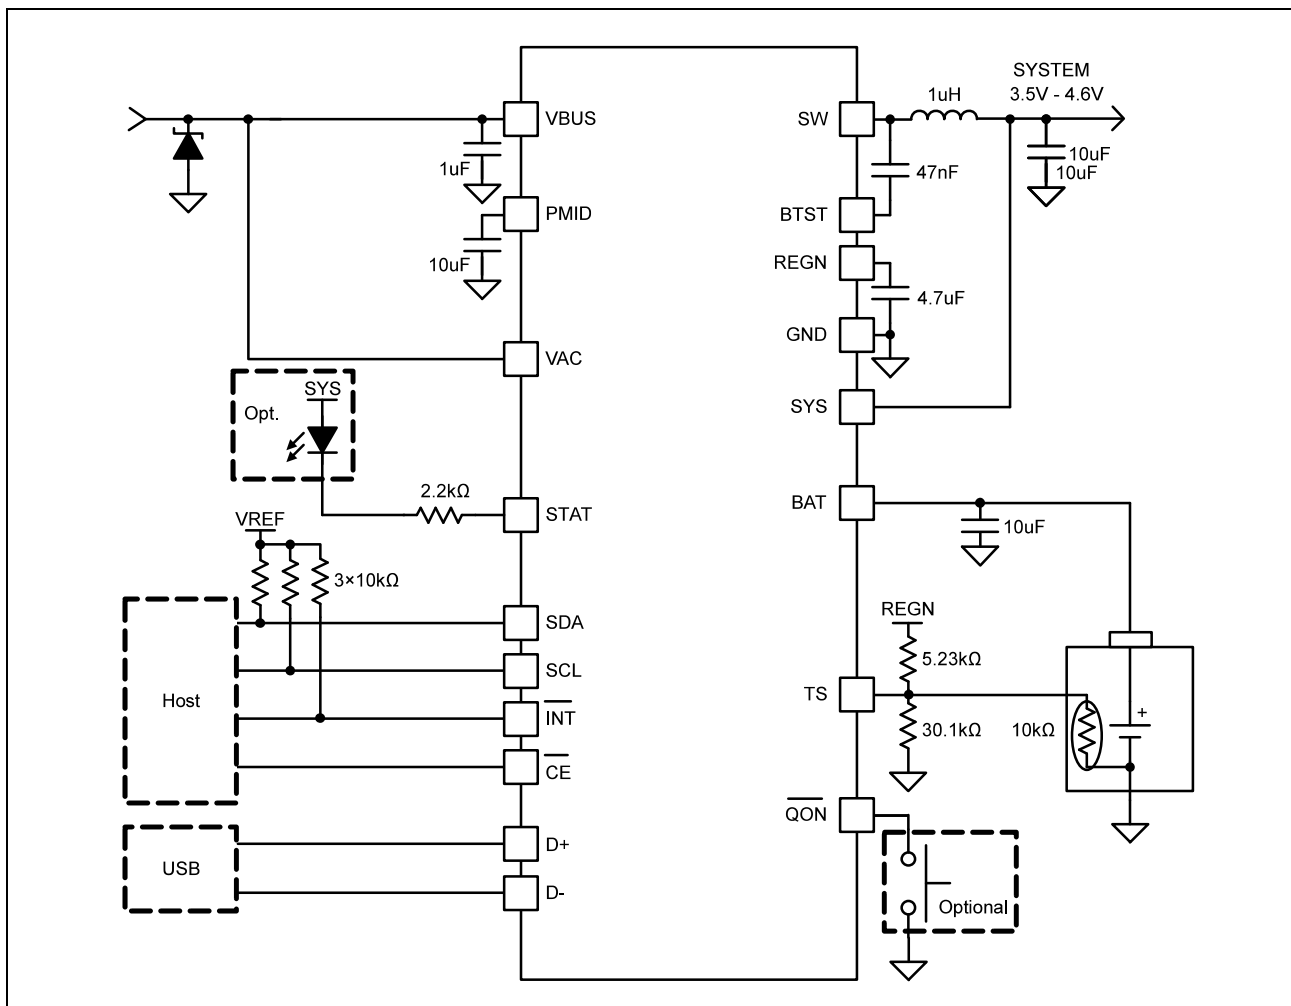 SYSTEM
3.5V - 4.6V
1uH
VBUS
SW
1uF
10uF
10uF
47nF
PMID
BTST
10uF
REGN
4.7uF
GND
VAC
SYS
Opt.
SYS
2.2kΩ
STAT
BAT
10uF
VREF
3×10kΩ
SDA
REGN
5.23kΩ
SCL
TS
Host
INT
30.1kΩ
10kΩ
+
CE
QON
D+
USB
D-
Optional